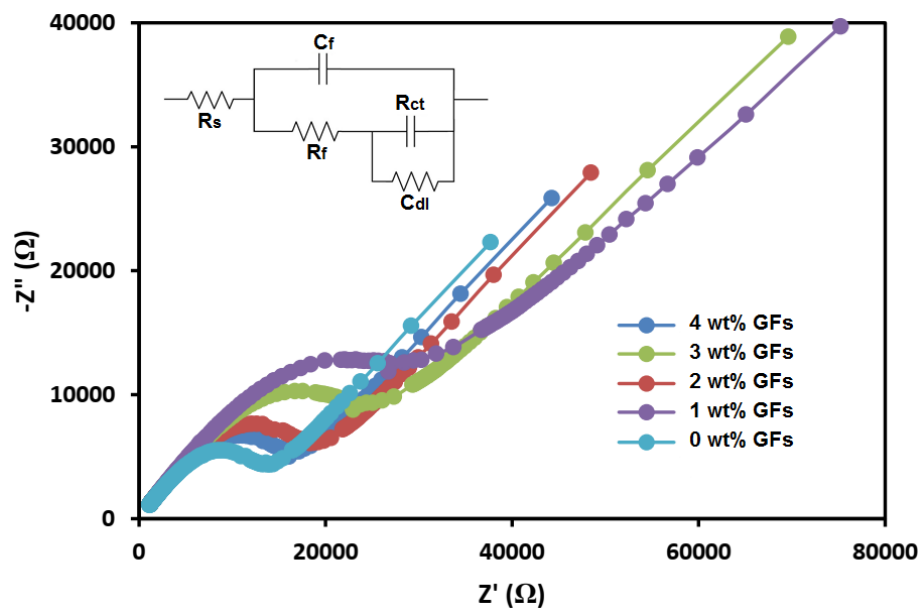 40000
30000
20000
10000
0
0
20000
40000
60000
80000
-Z" (Ω)
Z' (Ω)
Cf
Rs
Rf
Rct
Cdl
4 wt% GFs
3 wt% GFs
2 wt% GFs
1 wt% GFs
0 wt% GFs